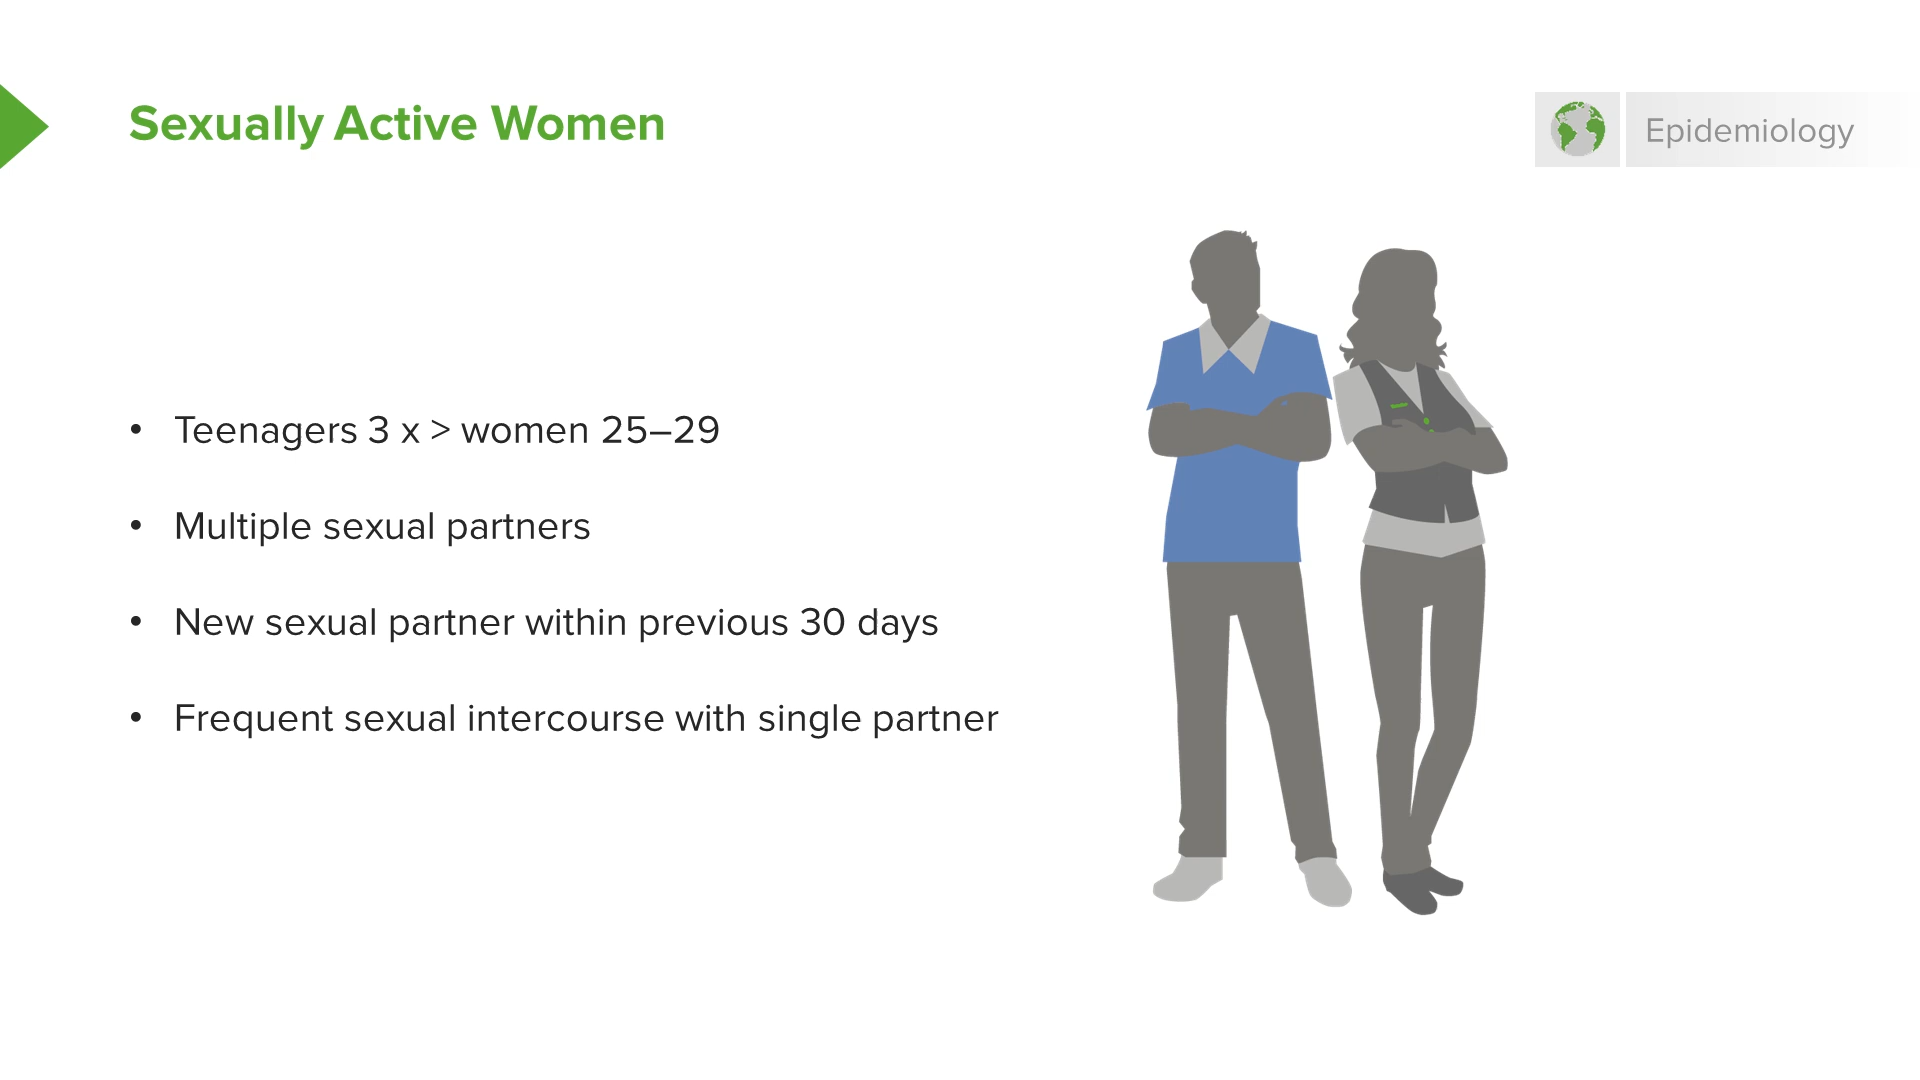 Sexually Active Women
Epidemiology
• Teenagers 3 x > women 25–29
• Multiple sexual partners
• New sexual partner within previous 30 days
• Frequent sexual intercourse with single partner